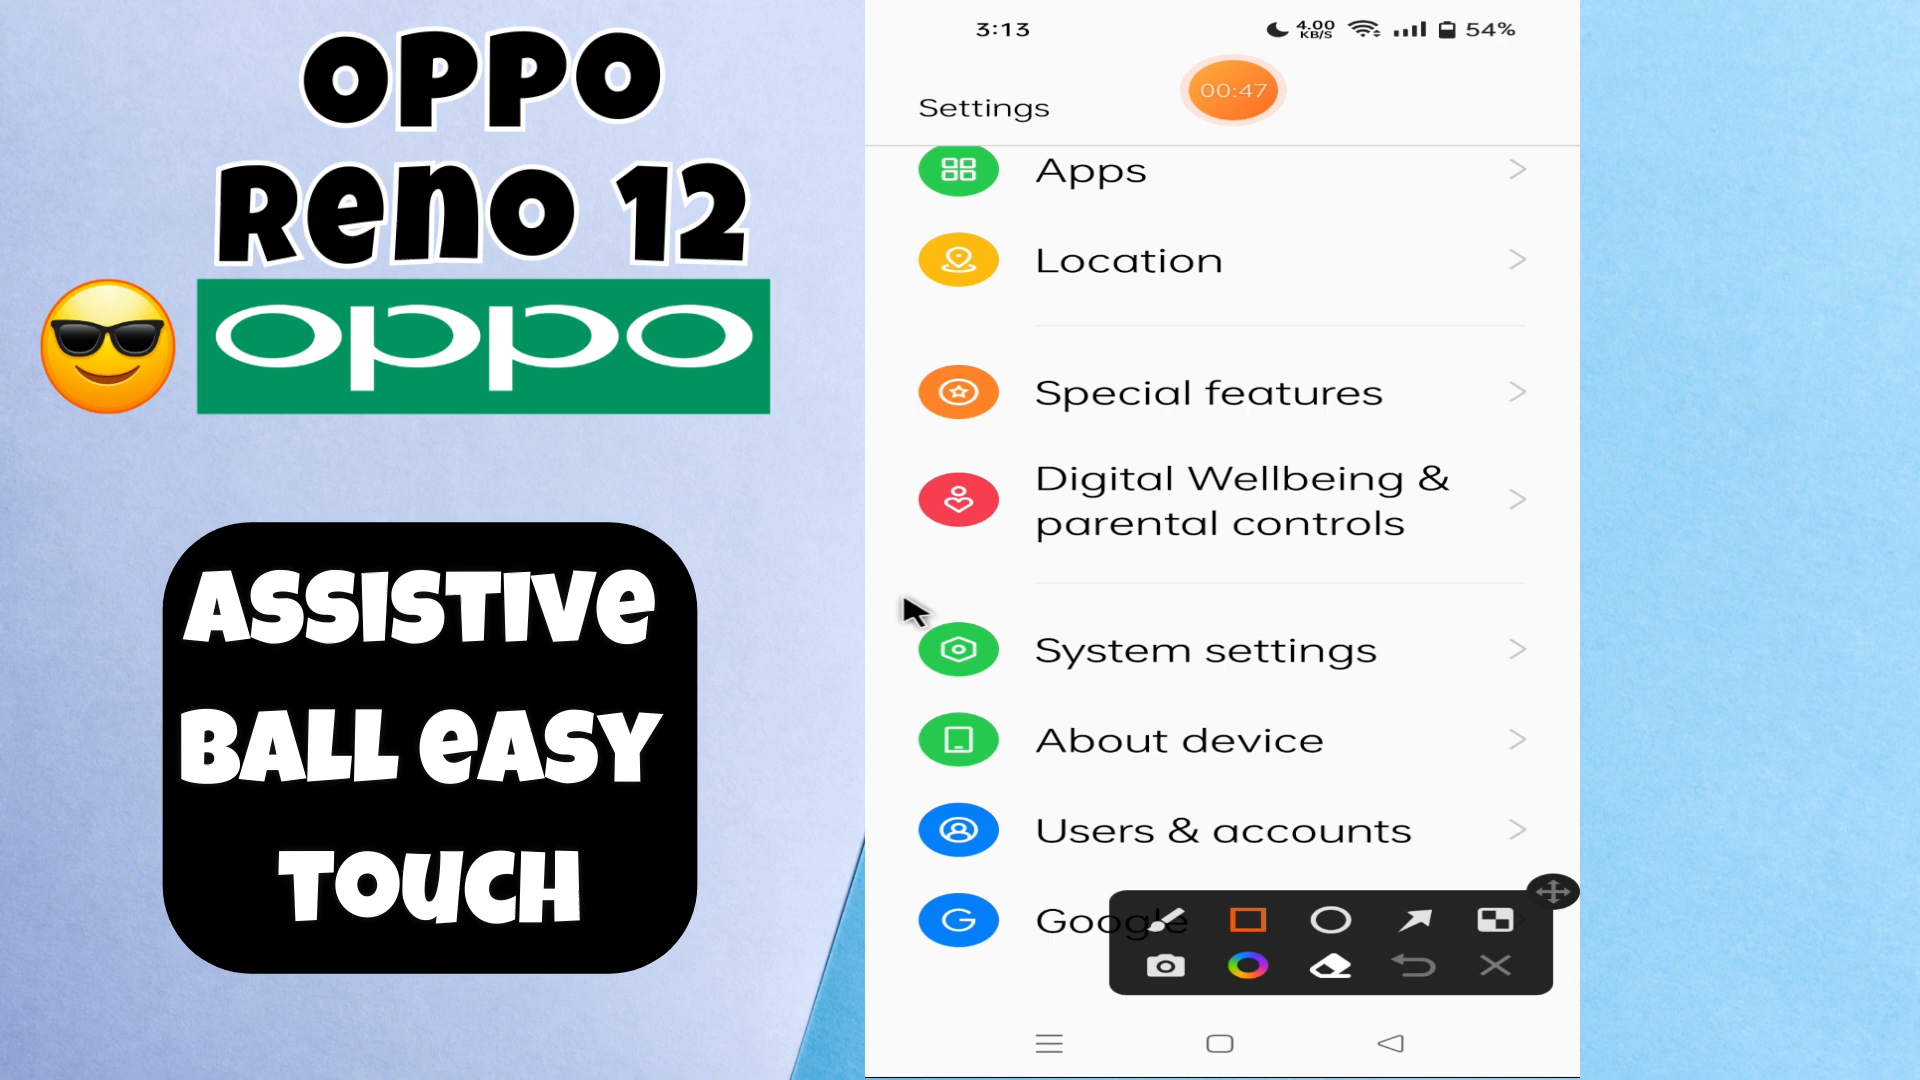 OPPO
Reno 12
oppo
ASSISTIVE
BALL EASY
TOUCH
3:13
4.00
KB/S
54%
00:47
Settings
Apps
Location
Special features
Digital Wellbeing &
parental controls
System settings
About device
Users & accounts
Google